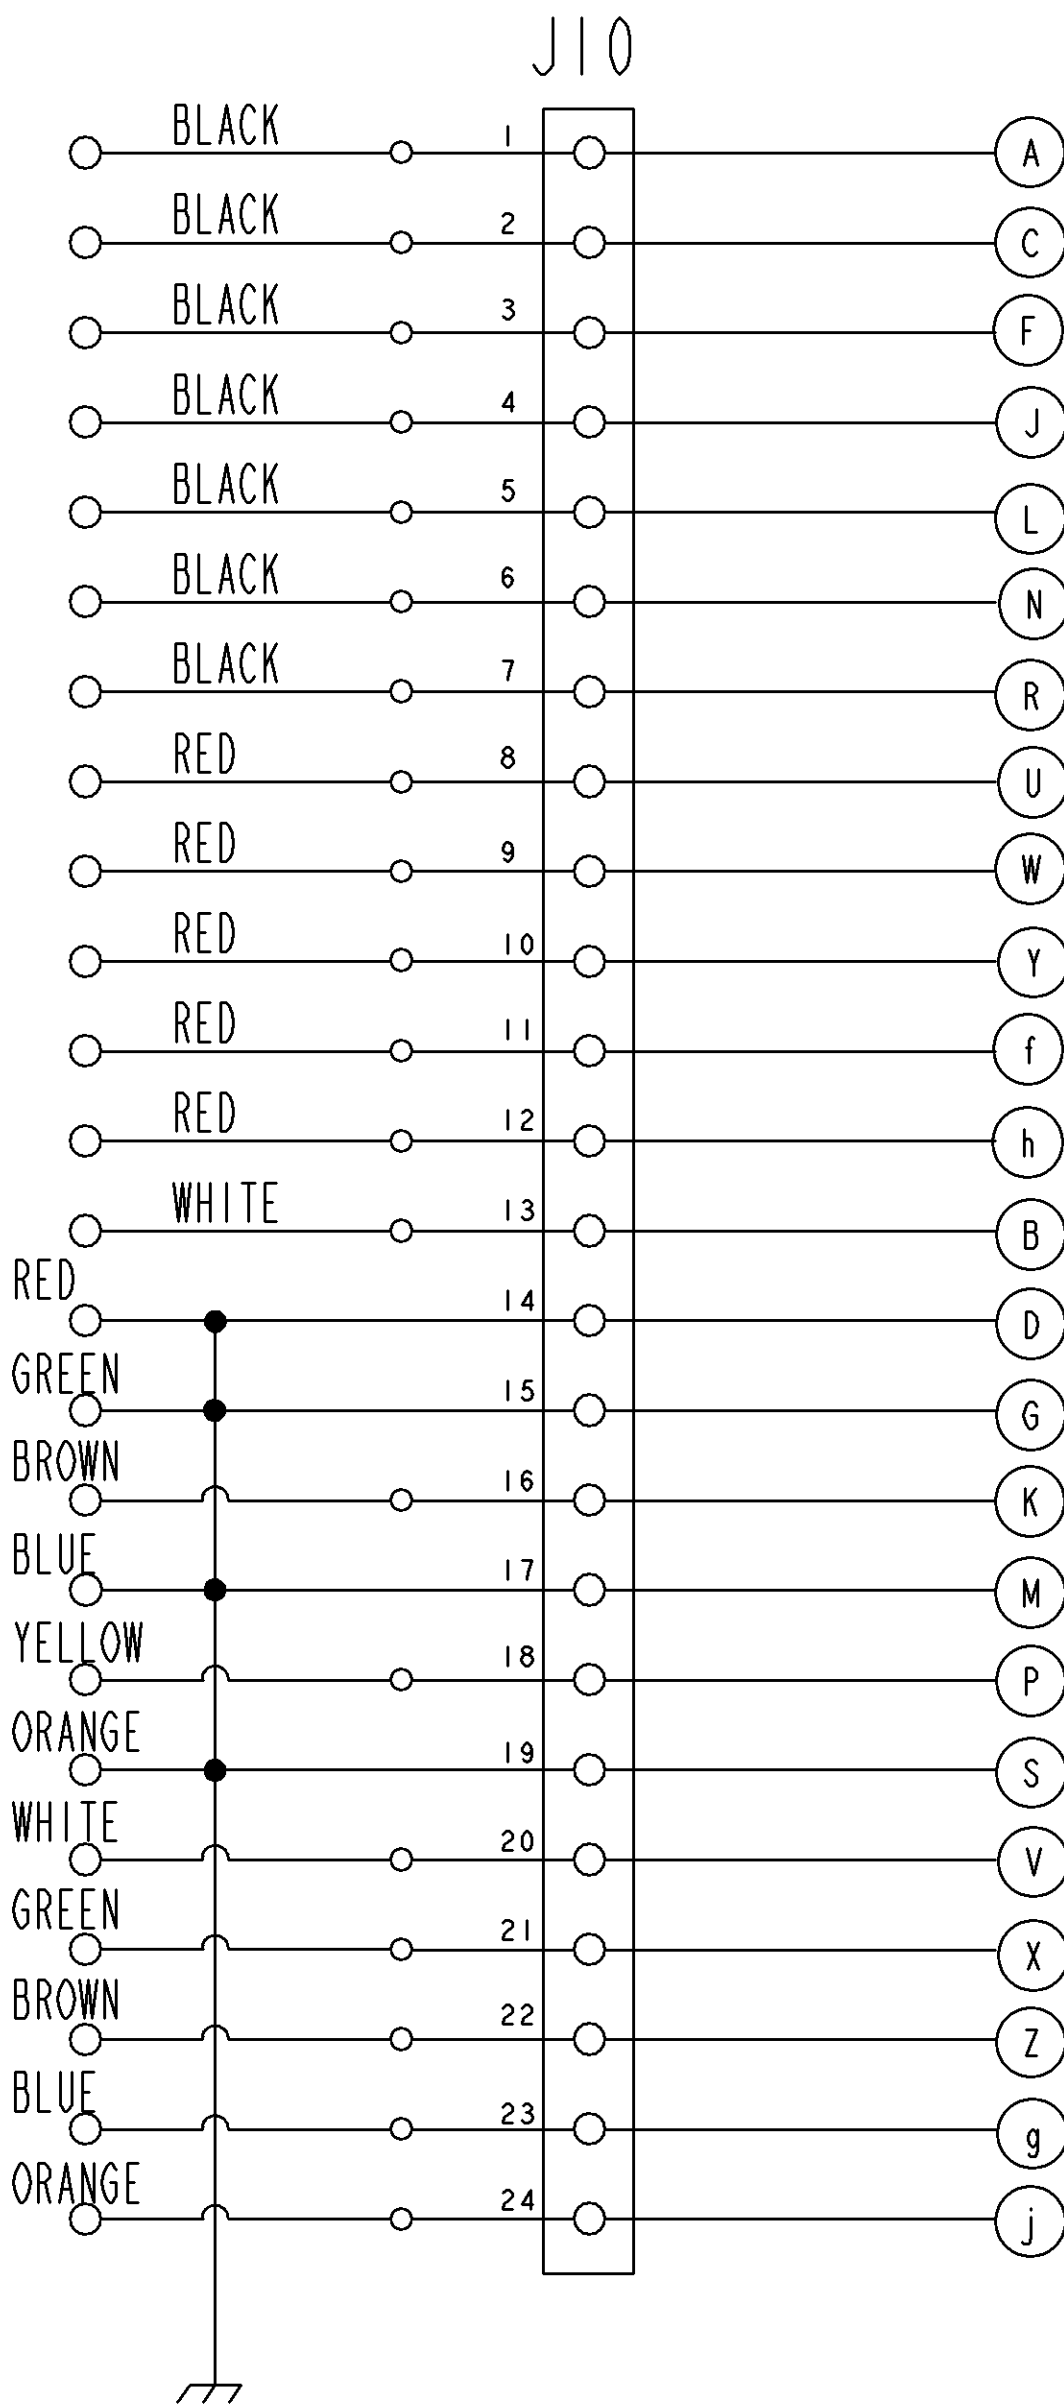 J10
BLACK 1 A
BLACK 2 C
BLACK 3 F
BLACK 4 J
BLACK 5 L
BLACK 6 N
BLACK 7 R
RED 8 U
RED 9 W
RED 10 Y
RED 11 f
RED 12 h
WHITE 13 B
RED 14 D
GREEN 15 G
BROWN 16 K
BLUE 17 M
YELLOW 18 P
ORANGE 19 S
WHITE 20 V
GREEN 21 X
BROWN 22 Z
BLUE 23 g
ORANGE 24 j